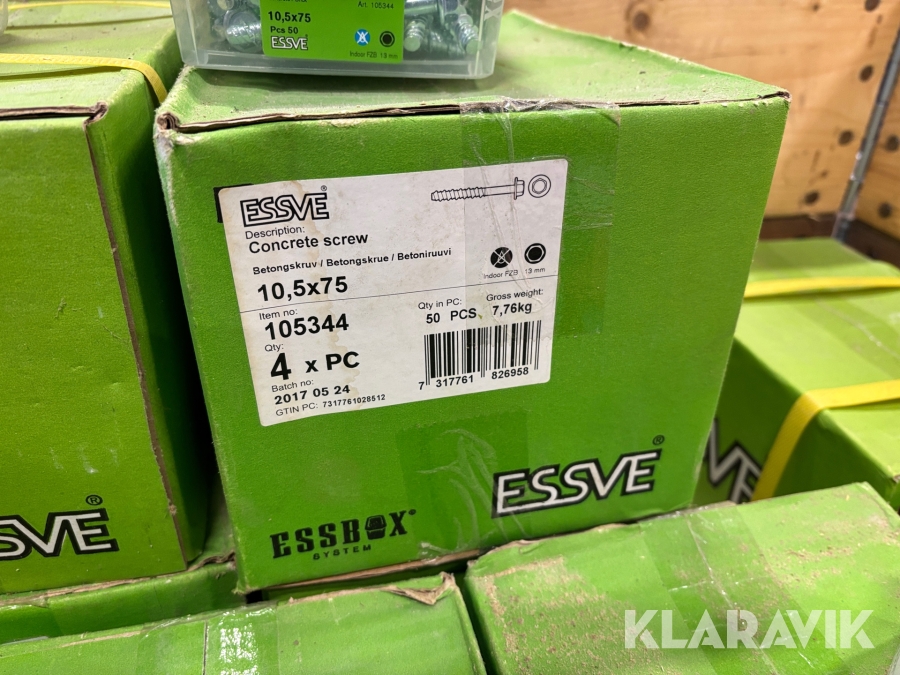 Art. 105344
10,5x75
Pcs 50
ESSVE
Indoor FZB 13 mm
ESSVE®
Description:
Concrete screw
Betongskruv / Betongskrue / Betoniruuvi
10,5x75
Indoor FZB 13 mm
Item no:
105344
Qty in PC:
50 PCS
Gross weight:
7,76kg
Qty:
4 x PC
Batch no:
2017 05 24
GTIN PC: 7317761028512
7 317761 826958
ESSVE®
ESSBOX®
SYSTEM
SVE®
VE
KLARAVIK